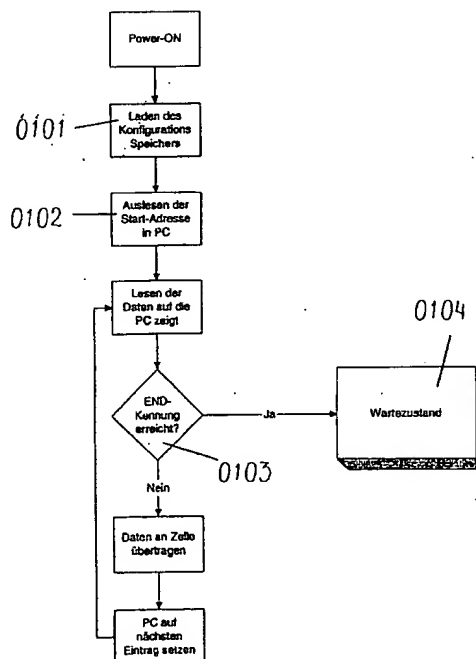 Power-ON
0101
Laden des
Konfigurations
Speichers
0102
Auslesen der
Start-Adresse
in PC
Lesen der
Daten auf die
PC zeigt
0104
END-
Kennung
erreicht?
Ja
Wartezustand
0103
Nein
Daten an Zelle
übertragen
PC auf
nächsten
Eintrag setzen